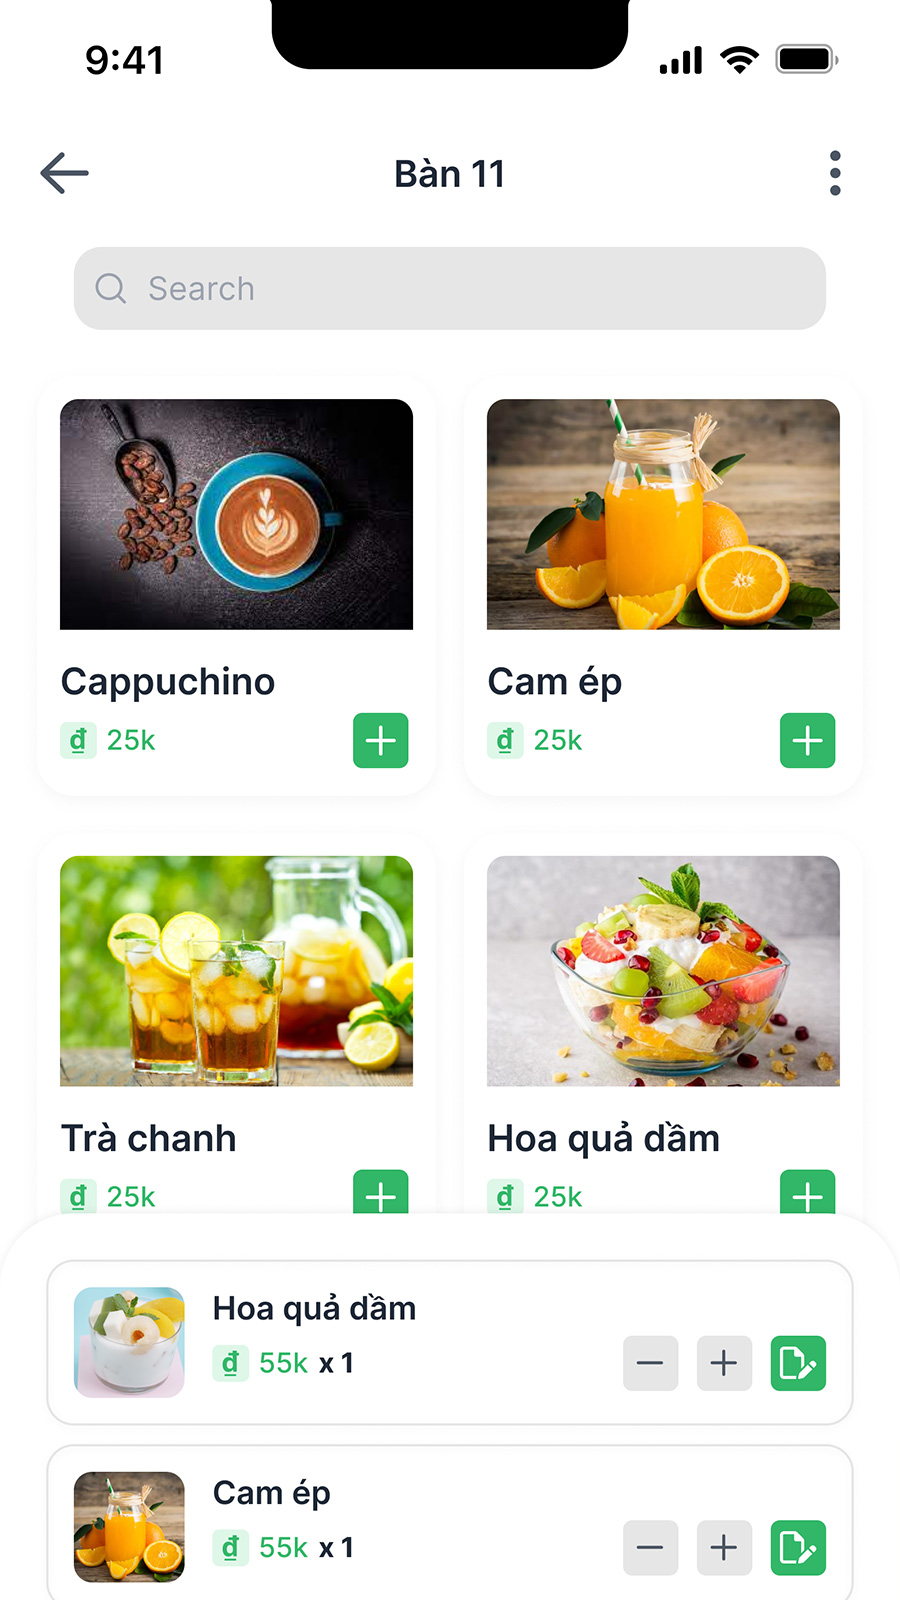 9:41
Bàn 11
Search
Cappuchino
đ 25k
Cam ép
đ 25k
Trà chanh
đ 25k
Hoa quả dầm
đ 25k
Hoa quả dầm
đ 55k x 1
Cam ép
đ 55k x 1